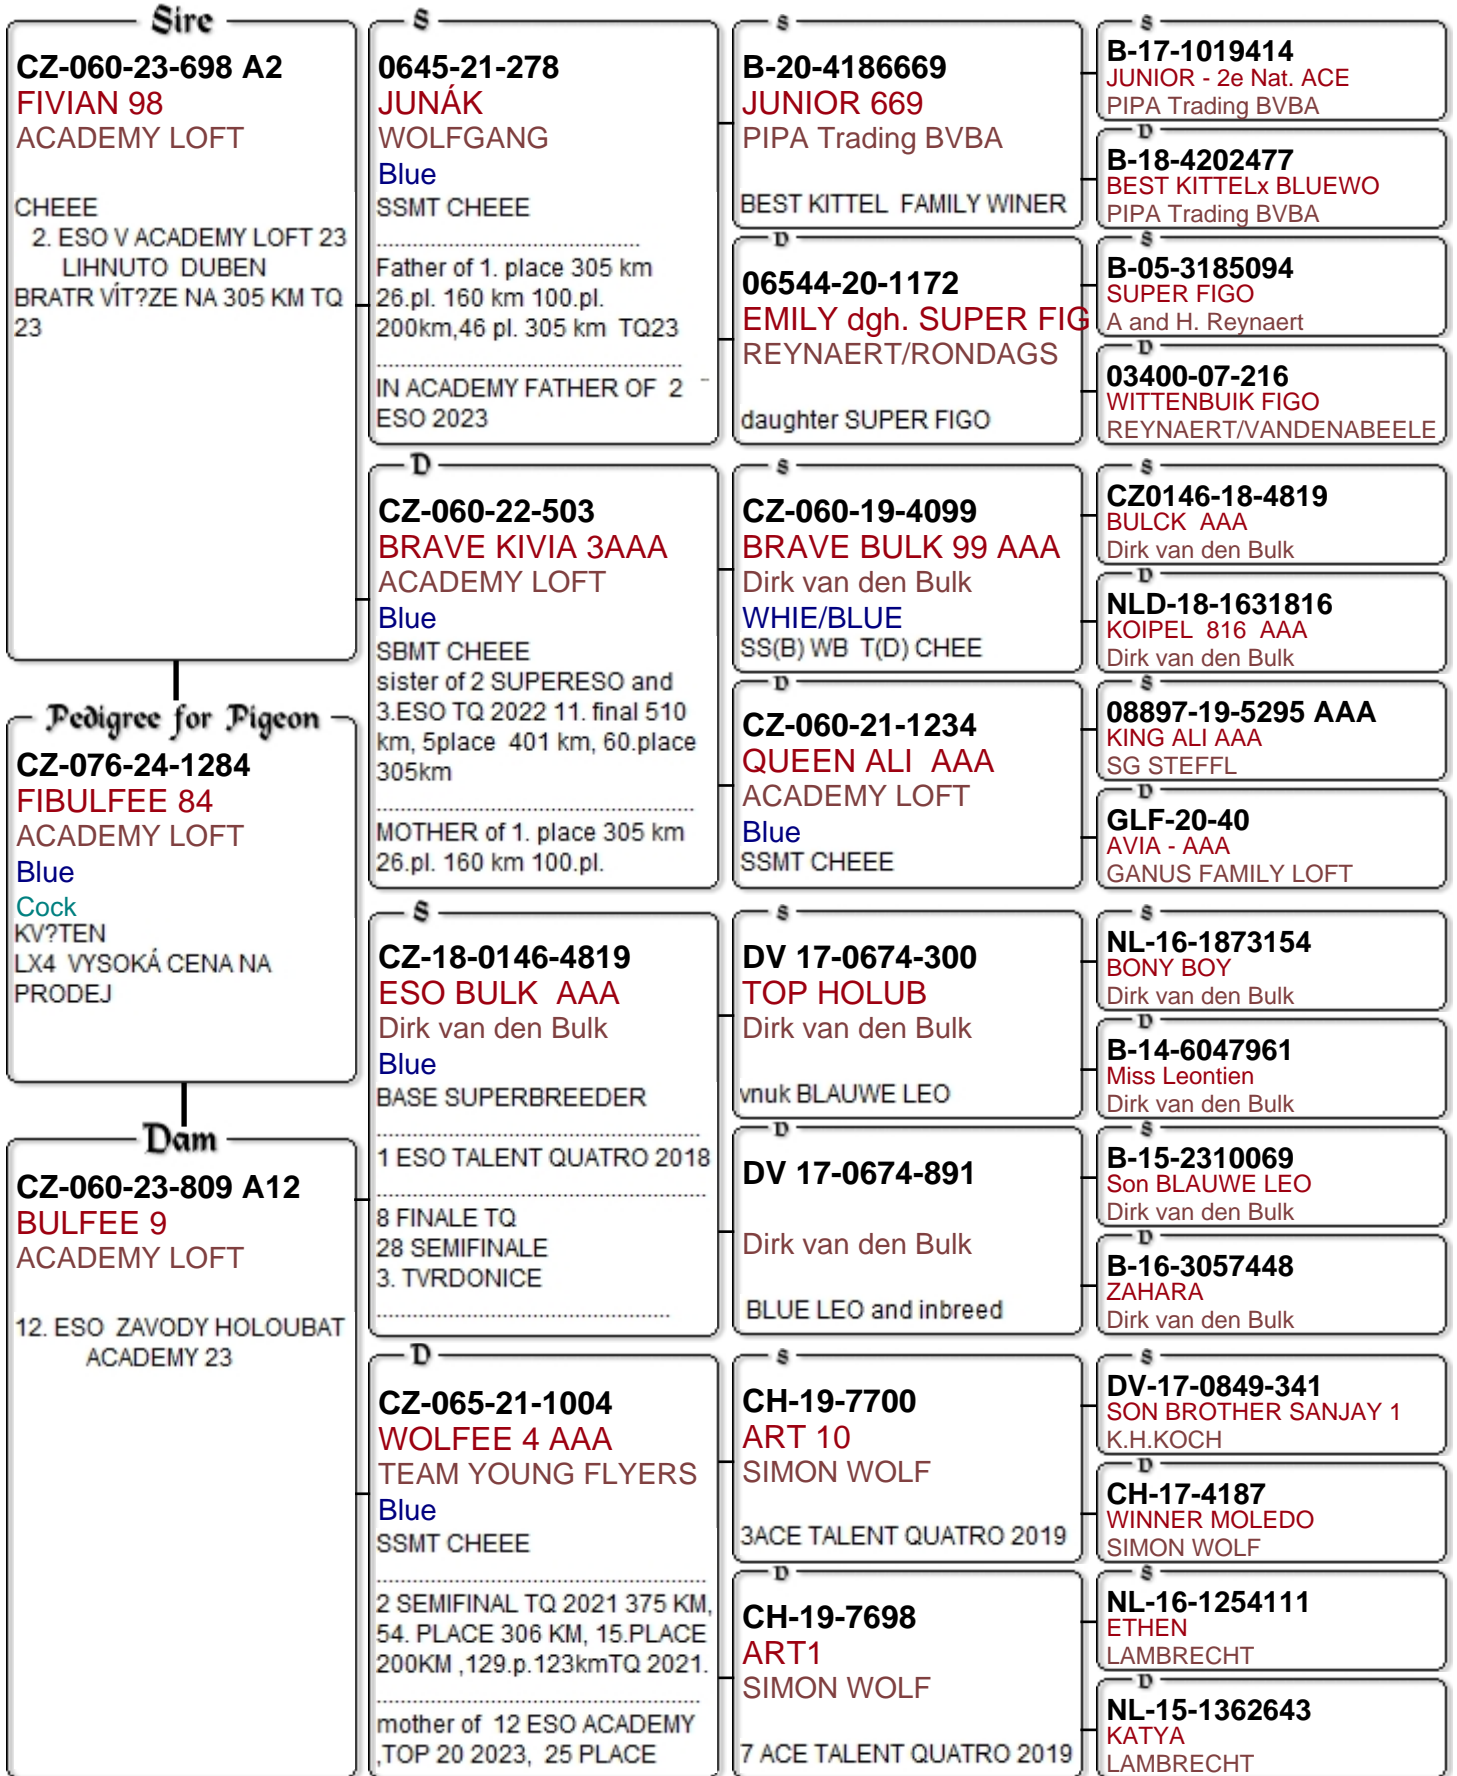 Sire
CZ-060-23-698 A2
FIVIAN 98
ACADEMY LOFT
CHEEE
2. ESO V ACADEMY LOFT 23
LIHNUTO DUBEN
BRATR VÍT?ZE NA 305 KM TQ
23
Pedigree for Pigeon
CZ-076-24-1284
FIBULFEE 84
ACADEMY LOFT
Blue
Cock
KV?TEN
LX4 VYSOKÁ CENA NA
PRODEJ
Dam
CZ-060-23-809 A12
BULFEE 9
ACADEMY LOFT
12. ESO ZAVODY HOLOUBAT
ACADEMY 23
S
0645-21-278
JUNÁK
WOLFGANG
Blue
SSMT CHEEE
............................................
Father of 1. place 305 km
26.pl. 160 km 100.pl.
200km,46 pl. 305 km TQ23
....................................................
IN ACADEMY FATHER OF 2
ESO 2023
D
CZ-060-22-503
BRAVE KIVIA 3AAA
ACADEMY LOFT
Blue
SBMT CHEEE
sister of 2 SUPERESO and
3.ESO TQ 2022 11. final 510
km, 5place 401 km, 60.place
305km
......................................................
MOTHER of 1. place 305 km
26.pl. 160 km 100.pl.
S
CZ-18-0146-4819
ESO BULK AAA
Dirk van den Bulk
Blue
BASE SUPERBREEDER
.......................................................
1 ESO TALENT QUATRO 2018
........................................................
8 FINALE TQ
28 SEMIFINALE
3. TVRDONICE
..................................................
D
CZ-065-21-1004
WOLFEE 4 AAA
TEAM YOUNG FLYERS
Blue
SSMT CHEEE
........................................................
2 SEMIFINAL TQ 2021 375 KM,
54. PLACE 306 KM, 15.PLACE
200KM ,129.p.123kmTQ 2021.
.......................................................
mother of 12 ESO ACADEMY
,TOP 20 2023, 25 PLACE
S
B-20-4186669
JUNIOR 669
PIPA Trading BVBA
BEST KITTEL FAMILY WINER
D
06544-20-1172
EMILY dgh. SUPER FIG
REYNAERT/RONDAGS
daughter SUPER FIGO
S
CZ-060-19-4099
BRAVE BULK 99 AAA
Dirk van den Bulk
WHIE/BLUE
SS(B) WB T(D) CHEE
D
CZ-060-21-1234
QUEEN ALI AAA
ACADEMY LOFT
Blue
SSMT CHEEE
S
DV 17-0674-300
TOP HOLUB
Dirk van den Bulk
vnuk BLAUWE LEO
D
DV 17-0674-891
Dirk van den Bulk
BLUE LEO and inbreed
S
CH-19-7700
ART 10
SIMON WOLF
3ACE TALENT QUATRO 2019
D
CH-19-7698
ART1
SIMON WOLF
7 ACE TALENT QUATRO 2019
S
B-17-1019414
JUNIOR - 2e Nat. ACE
PIPA Trading BVBA
D
B-18-4202477
BEST KITTELx BLUEWO
PIPA Trading BVBA
S
B-05-3185094
SUPER FIGO
A and H. Reynaert
D
03400-07-216
WITTENBUIK FIGO
REYNAERT/VANDENABEELE
S
CZ0146-18-4819
BULCK AAA
Dirk van den Bulk
D
NLD-18-1631816
KOIPEL 816 AAA
Dirk van den Bulk
S
08897-19-5295 AAA
KING ALI AAA
SG STEFFL
D
GLF-20-40
AVIA - AAA
GANUS FAMILY LOFT
S
NL-16-1873154
BONY BOY
Dirk van den Bulk
D
B-14-6047961
Miss Leontien
Dirk van den Bulk
S
B-15-2310069
Son BLAUWE LEO
Dirk van den Bulk
D
B-16-3057448
ZAHARA
Dirk van den Bulk
S
DV-17-0849-341
SON BROTHER SANJAY 1
K.H.KOCH
D
CH-17-4187
WINNER MOLEDO
SIMON WOLF
S
NL-16-1254111
ETHEN
LAMBRECHT
D
NL-15-1362643
KATYA
LAMBRECHT